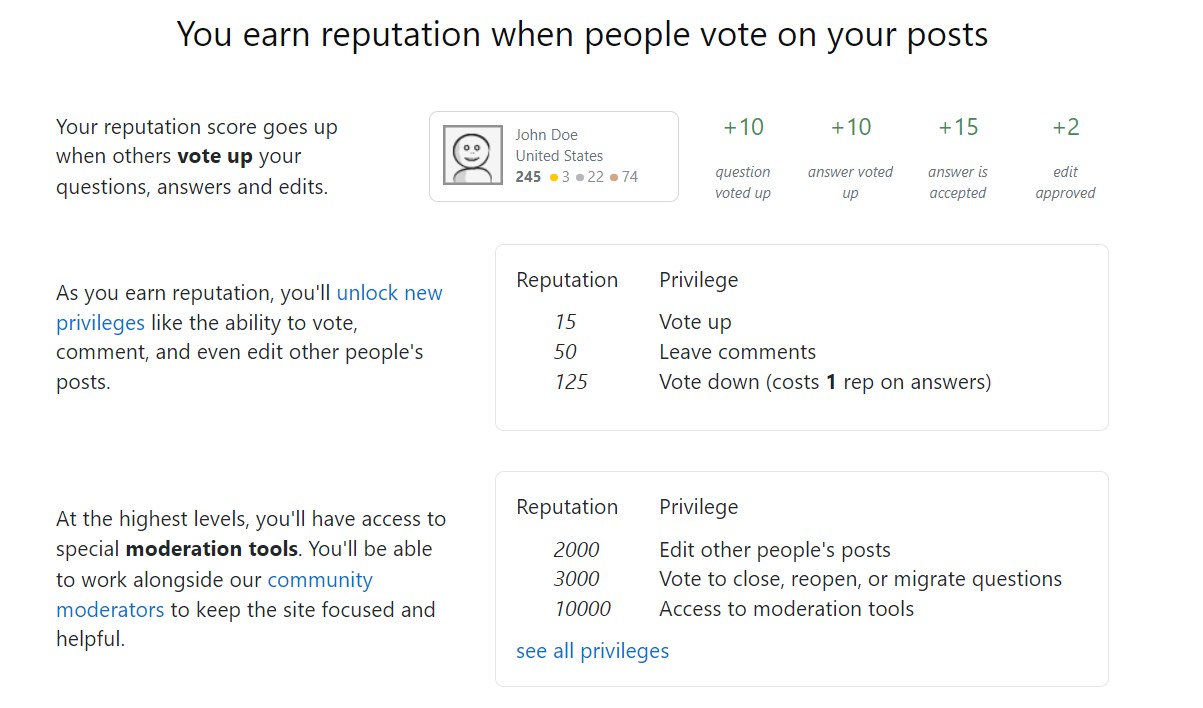 You earn reputation when people vote on your posts
Your reputation score goes up
when others vote up your
questions, answers and edits.
John Doe
United States
245 3 22 74
+10
question
voted up
+10
answer voted
up
+15
answer is
accepted
+2
edit
approved
As you earn reputation, you'll unlock new
privileges like the ability to vote,
comment, and even edit other people's
posts.
Reputation Privilege
15 Vote up
50 Leave comments
125 Vote down (costs 1 rep on answers)
At the highest levels, you'll have access to
special moderation tools. You'll be able
to work alongside our community
moderators to keep the site focused and
helpful.
Reputation Privilege
2000 Edit other people's posts
3000 Vote to close, reopen, or migrate questions
10000 Access to moderation tools
see all privileges